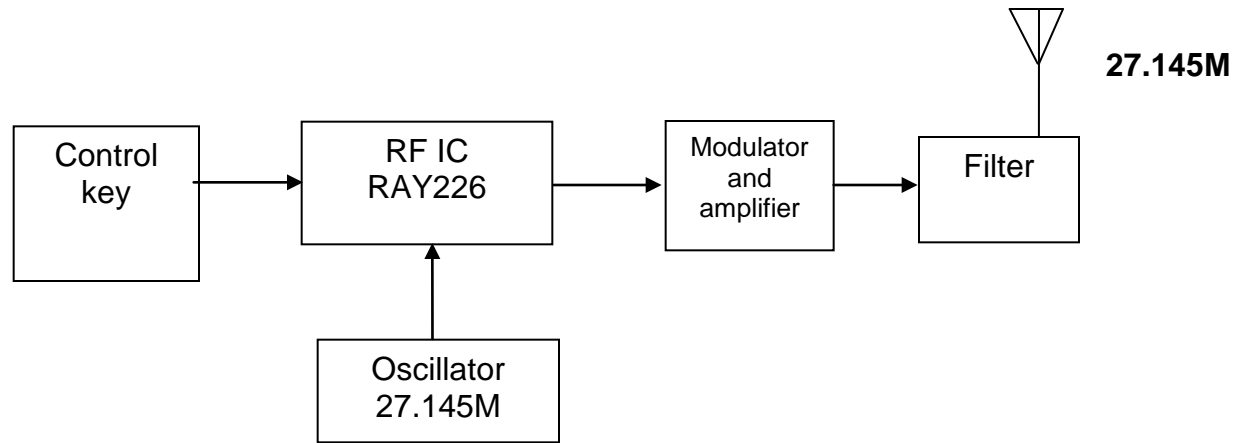 27.145M
Control
key
RF IC
RAY226
Modulator
and
amplifier
Filter
Oscillator
27.145M